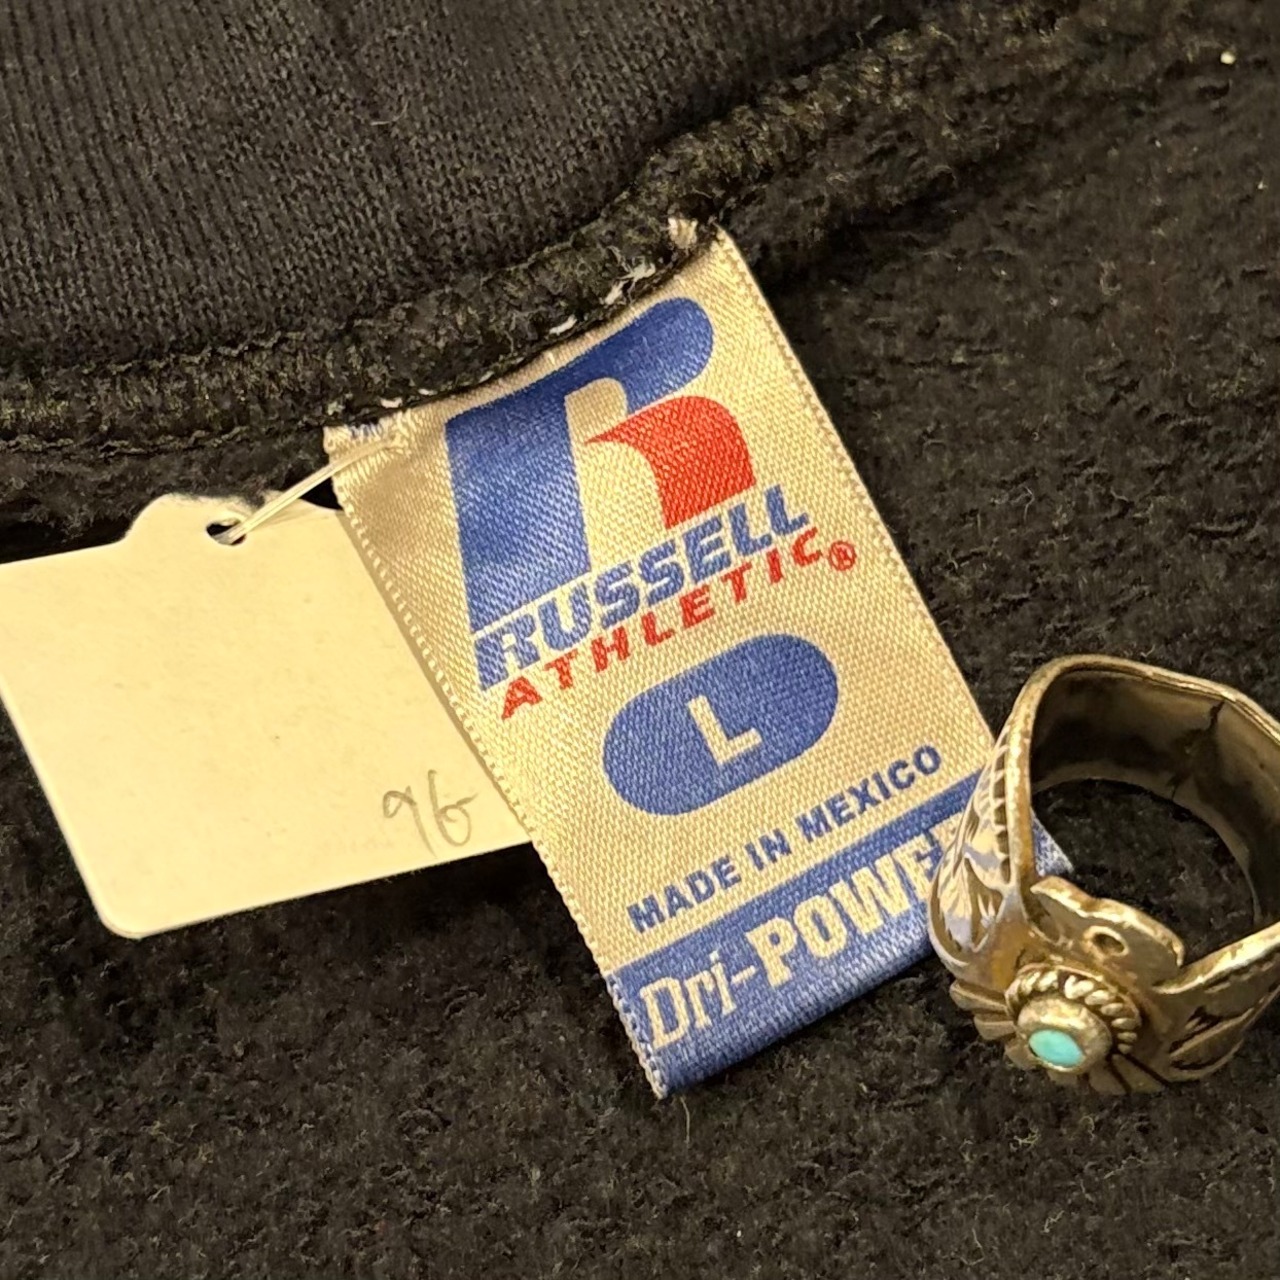 RUSSELL
ATHLETIC®
L
MADE IN MEXICO
Dri-POWE
96